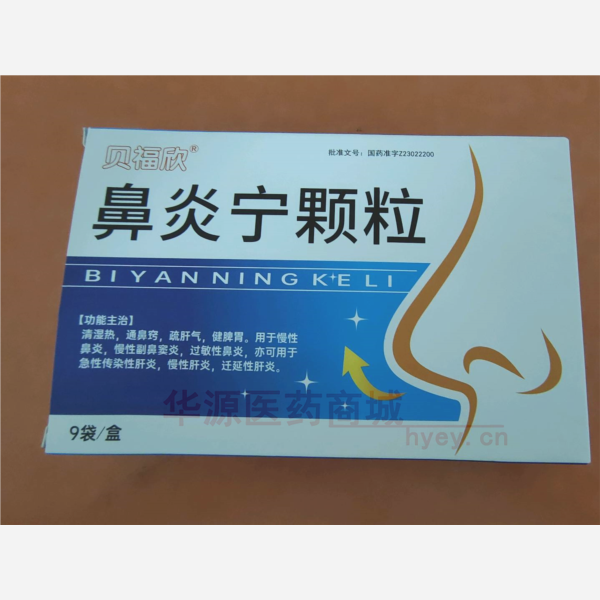 贝福欣®
批准文号：国药准字Z23022200
鼻炎宁颗粒
BIYANNINGKELI
【功能主治】
清湿热，通鼻窍，疏肝气，健脾胃。用于慢性
鼻炎，慢性副鼻窦炎，过敏性鼻炎，亦可用于
急性传染性肝炎，慢性肝炎，迁延性肝炎。
华源医药商城
hyey.cn
9袋/盒